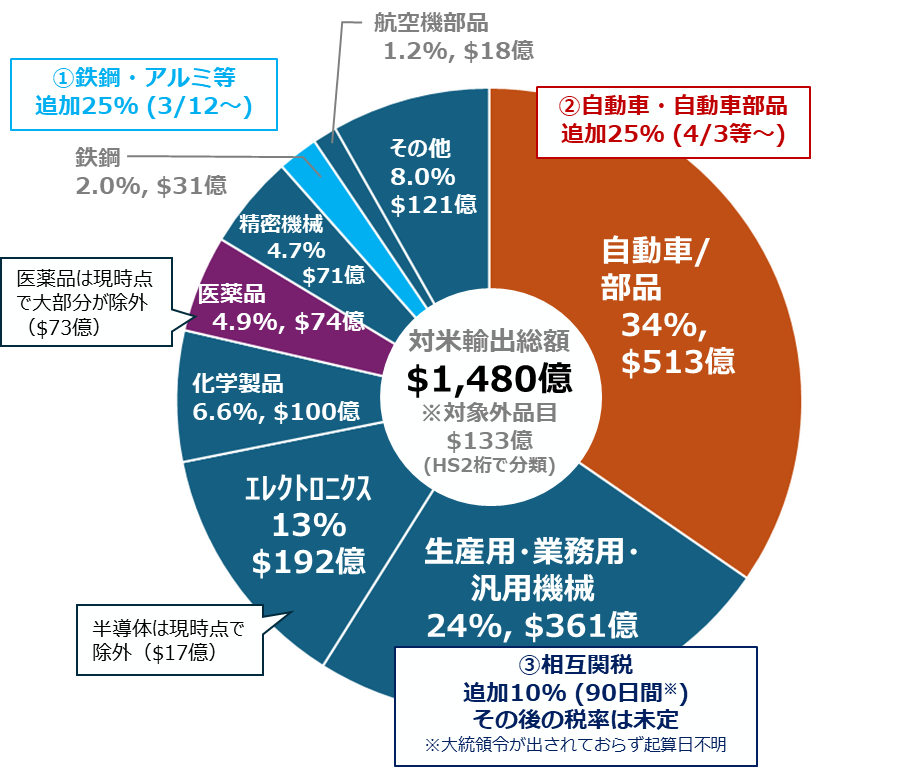 航空機部品
1.2%, $18億
①鉄鋼・アルミ等
追加25% (3/12～)
②自動車・自動車部品
追加25% (4/3等～)
鉄鋼
2.0%, $31億
その他
8.0%
$121億
精密機械
4.7%
$71億
自動車/
部品
34%,
$513億
医薬品は現時点
で大部分が除外
（$73億）
医薬品
4.9%, $74億
対米輸出総額
$1,480億
※対象外品目
$133億
(HS2桁で分類)
化学製品
6.6%, $100億
ｴﾚｸﾄﾛﾆｸｽ
13%
$192億
生産用･業務用･
汎用機械
24%, $361億
半導体は現時点で
除外（$17億）
③相互関税
追加10% (90日間※)
その後の税率は未定
※大統領令が出されておらず起算日不明